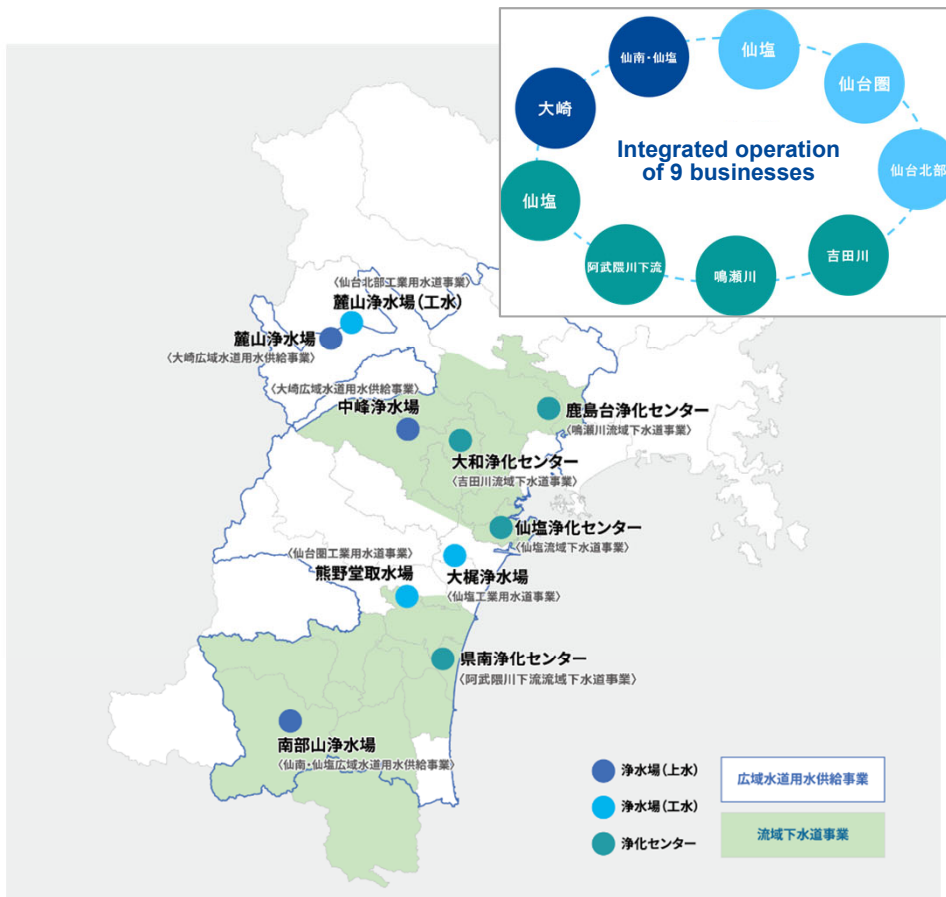 仙南・仙塩
仙塩
仙台圏
大崎
Integrated operation
of 9 businesses
仙台北部
仙塩
阿武隈川下流
鳴瀬川
吉田川
〈仙台北部工業用水道事業〉
麓山浄水場(工水)
麓山浄水場
〈大崎広域水道用水供給事業〉
〈大崎広域水道用水供給事業〉
中峰浄水場
鹿島台浄化センター
〈鳴瀬川流域下水道事業〉
大和浄化センター
〈吉田川流域下水道事業〉
仙塩浄化センター
〈仙塩流域下水道事業〉
〈仙台圏工業用水道事業〉
熊野堂取水場
大梶浄水場
〈仙塩工業用水道事業〉
県南浄化センター
〈阿武隈川下流流域下水道事業〉
南部山浄水場
〈仙南・仙塩広域水道用水供給事業〉
浄水場(上水)
広域水道用水供給事業
浄水場(工水)
浄化センター
流域下水道事業